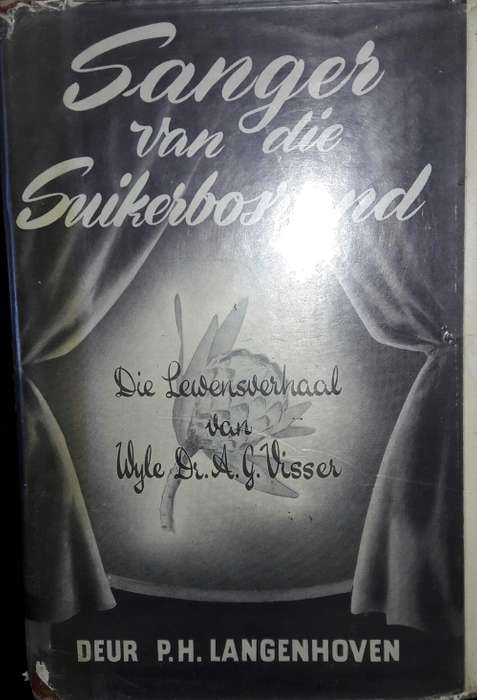 Sanger
van die
Suikerbosrand
Die Lewensverhaal
van
Wyle Dr. A. G. Visser
DEUR P.H. LANGENHOVEN